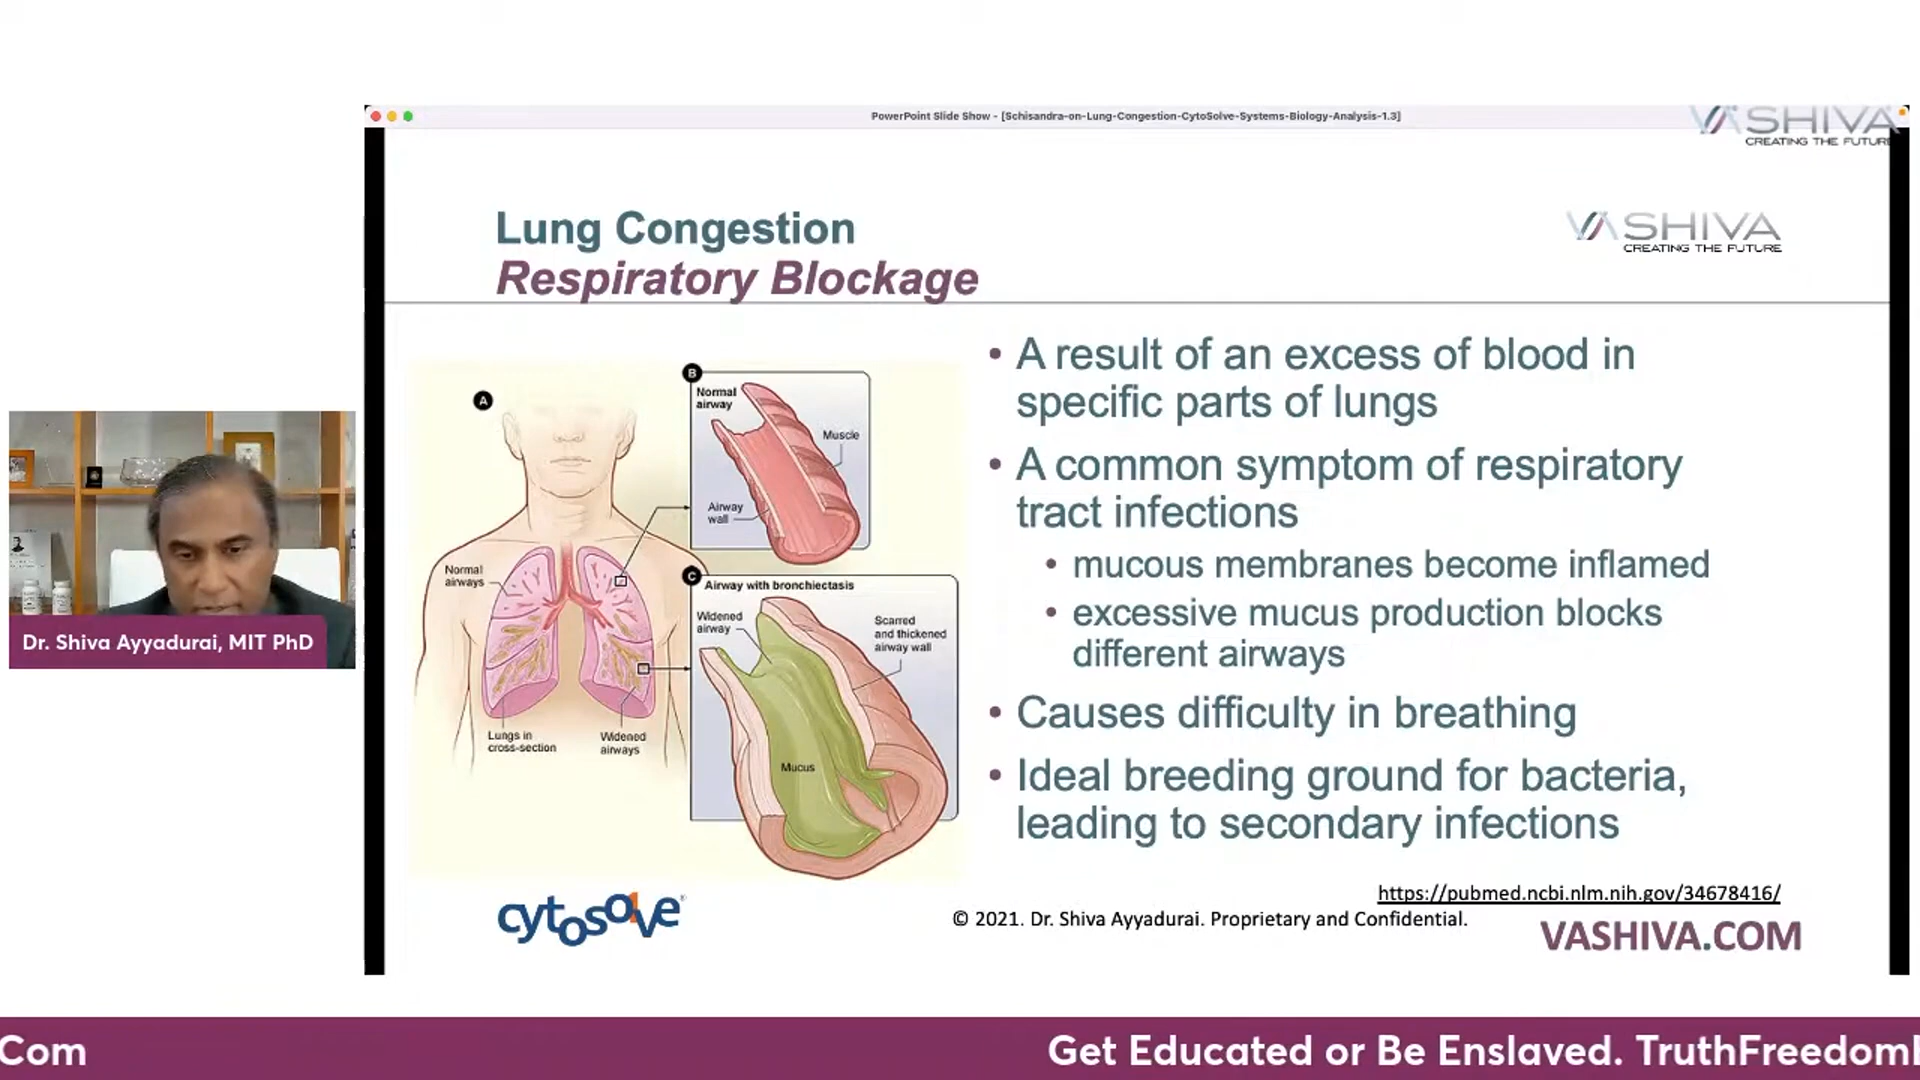 PowerPoint Slide Show - [Schisandra-on-Lung-Congestion-CytoSolve-Systems-Biology-Analysis-1.3]
VASHIVA
CREATING THE FUTURE
Lung Congestion
Respiratory Blockage
VASHIVA
CREATING THE FUTURE
A
Normal
airways
Lungs in
cross-section
Widened
airways
B
Normal
airway
Muscle
Airway
wall
C
Airway with bronchiectasis
Widened
airway
Scarred
and thickened
airway wall
Mucus
• A result of an excess of blood in
specific parts of lungs
• A common symptom of respiratory
tract infections
• mucous membranes become inflamed
• excessive mucus production blocks
different airways
• Causes difficulty in breathing
• Ideal breeding ground for bacteria,
leading to secondary infections
https://pubmed.ncbi.nlm.nih.gov/34678416/
cytosolve®
© 2021. Dr. Shiva Ayyadurai. Proprietary and Confidential.
VASHIVA.COM
Dr. Shiva Ayyadurai, MIT PhD
Com
Get Educated or Be Enslaved. TruthFreedom